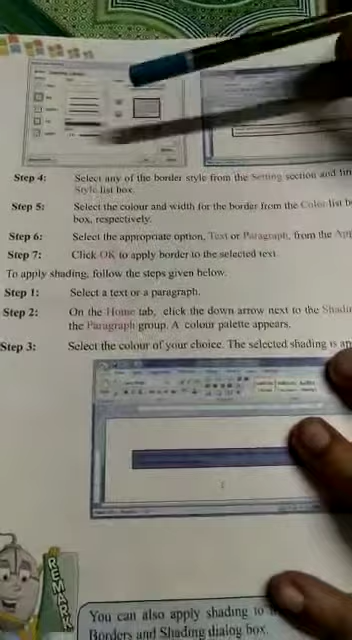 Step 4: Select any of the border style from the Setting section and
Style list box.
Step 5: Select the colour and width for the border from the Color list
box, respectively.
Step 6: Select the appropriate option, Text or Paragraph, from the
Step 7: Click OK to apply border to the selected text.
To apply shading, follow the steps given below.
Step 1: Select a text or a paragraph.
Step 2: On the Home tab, click the down arrow next to the
the Paragraph group. A colour palette appears.
Step 3: Select the colour of your choice. The selected shading is
REMARK
You can also apply shading to
Borders and Shading dialog box.